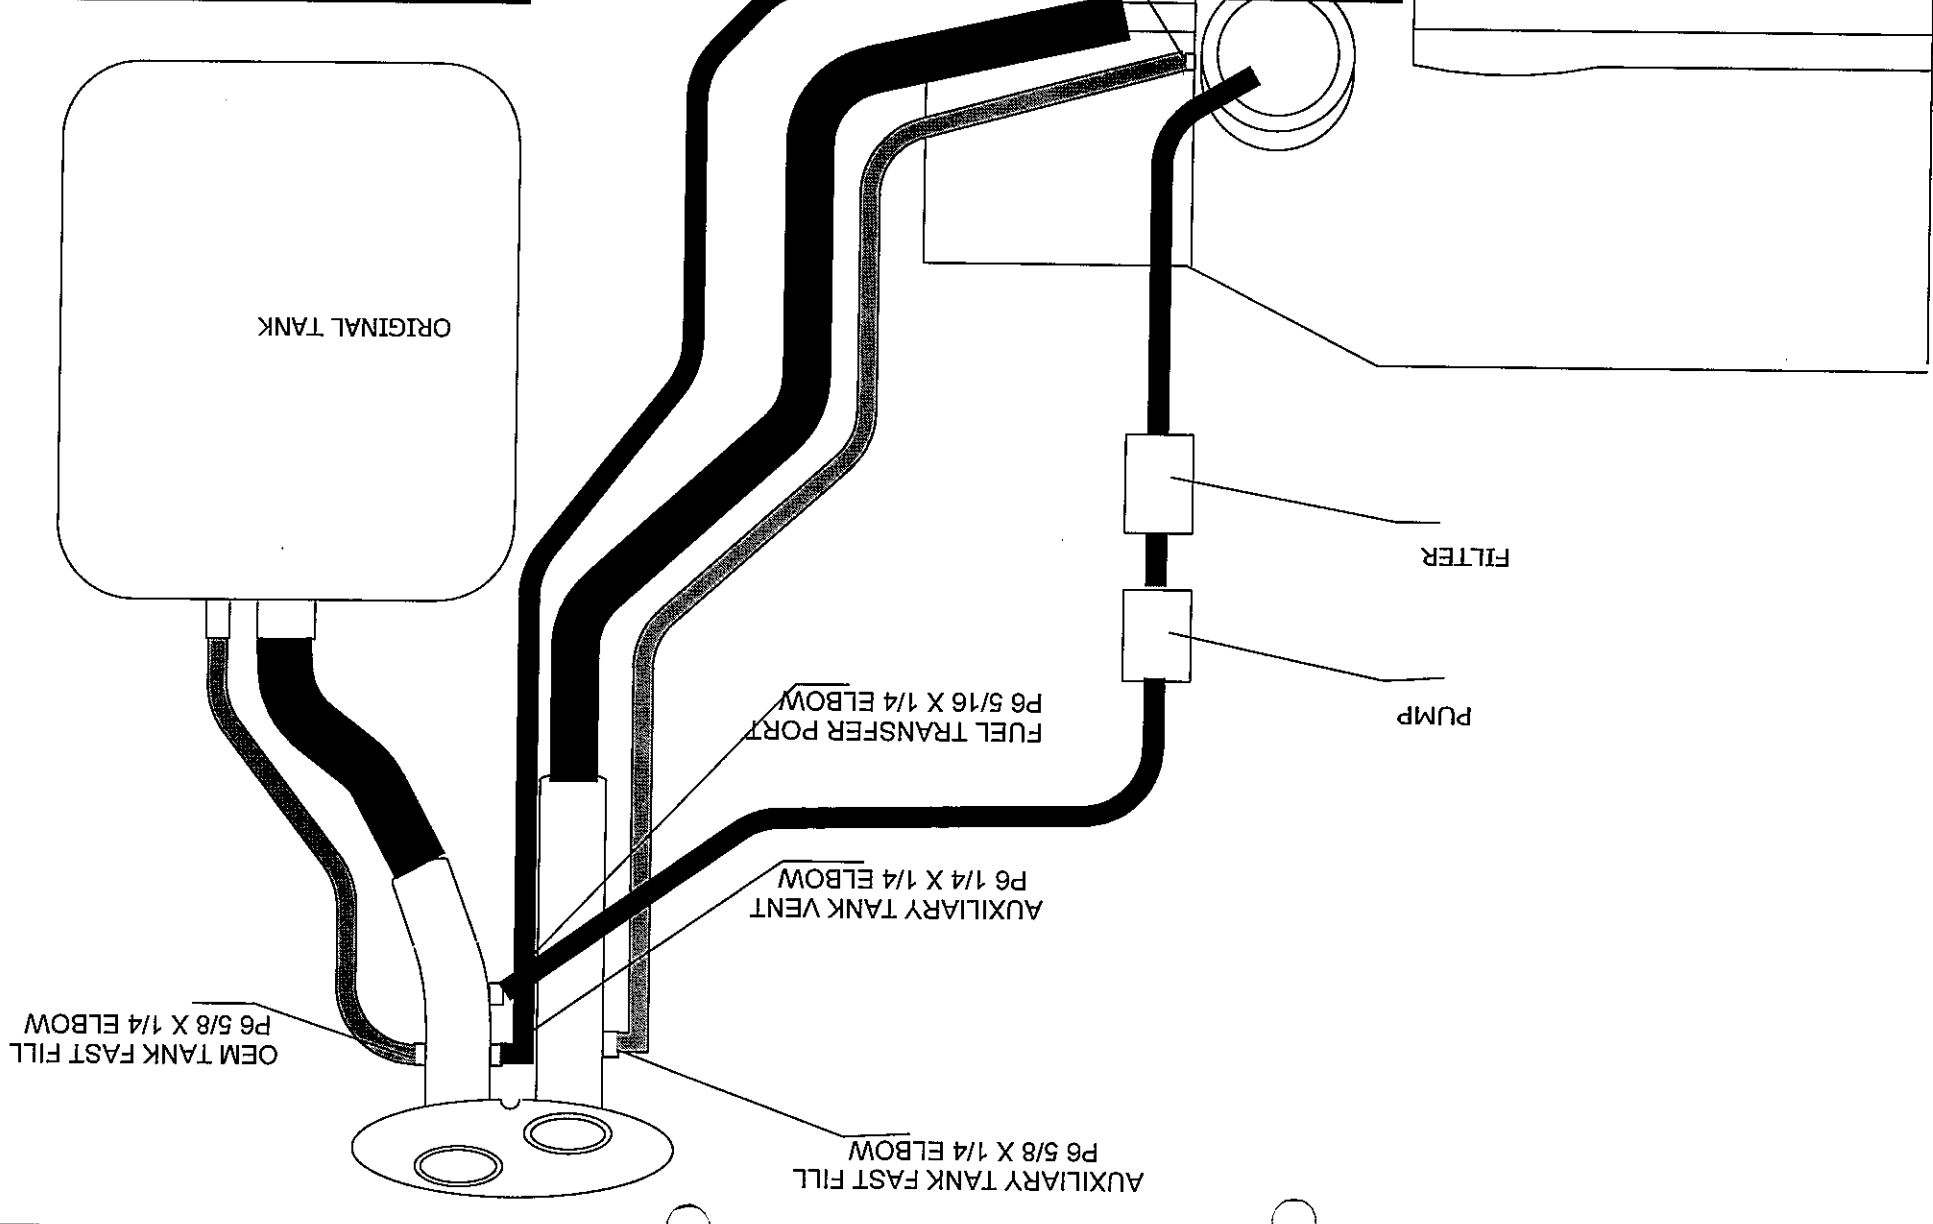 AUXILIARY TANK FAST FILL
P6 5/8 X 1/4 ELBOW
OEM TANK FAST FILL
P6 5/8 X 1/4 ELBOW
AUXILIARY TANK VENT
P6 1/4 X 1/4 ELBOW
FUEL TRANSFER PORT
P6 5/16 X 1/4 ELBOW
PUMP
FILTER
ORIGINAL TANK